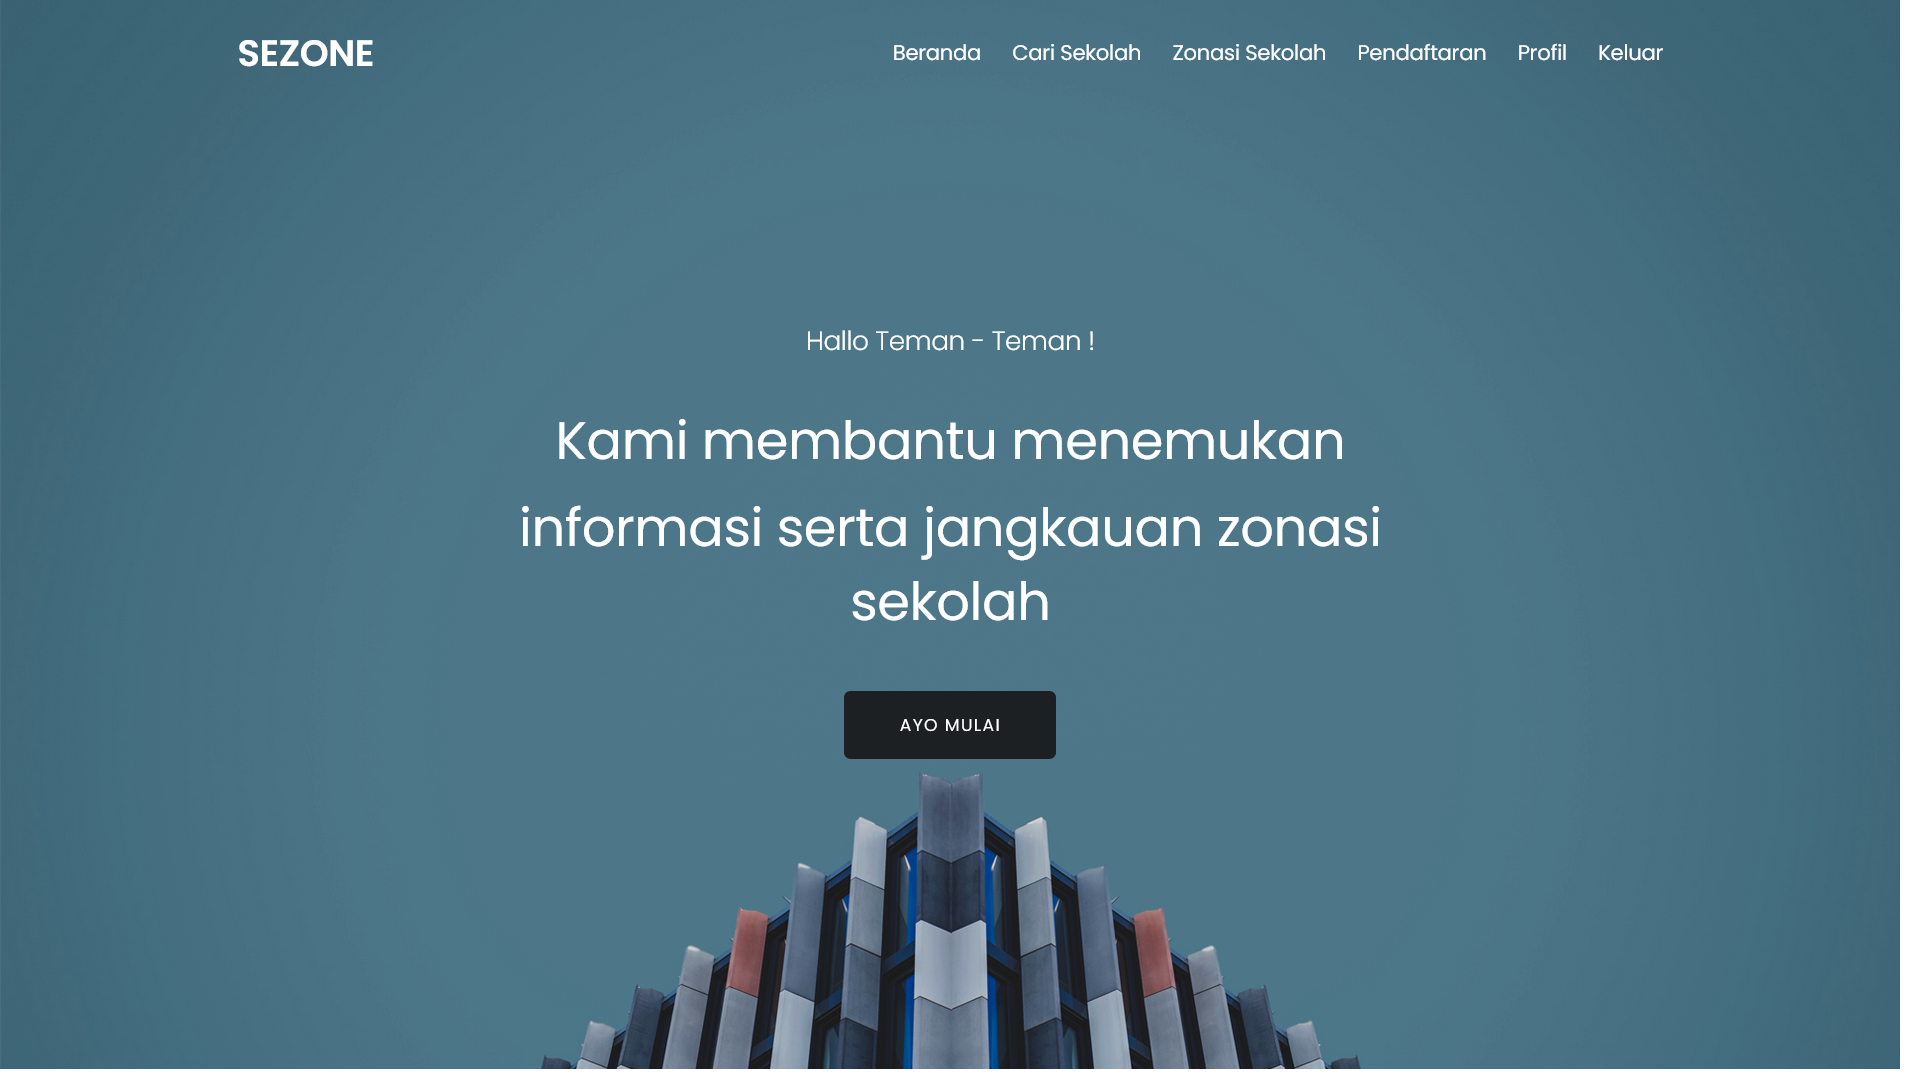 SEZONE
Beranda Cari Sekolah Zonasi Sekolah Pendaftaran Profil Keluar
Hallo Teman - Teman !
Kami membantu menemukan
informasi serta jangkauan zonasi
sekolah
AYO MULAI